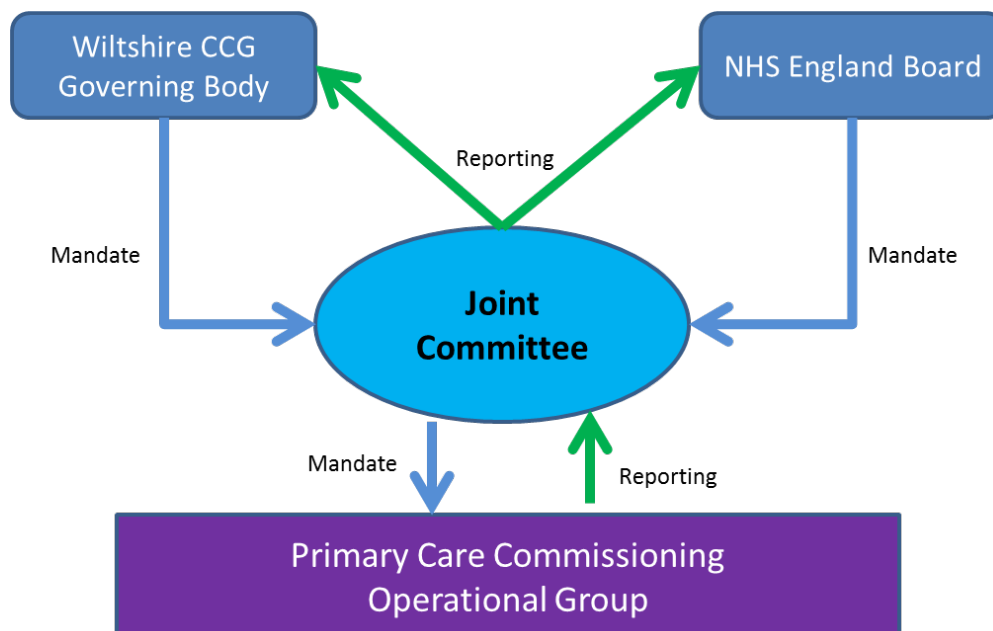 Wiltshire CCG
Governing Body
NHS England Board
Reporting
Mandate
Mandate
Joint
Committee
Mandate
Reporting
Primary Care Commissioning
Operational Group